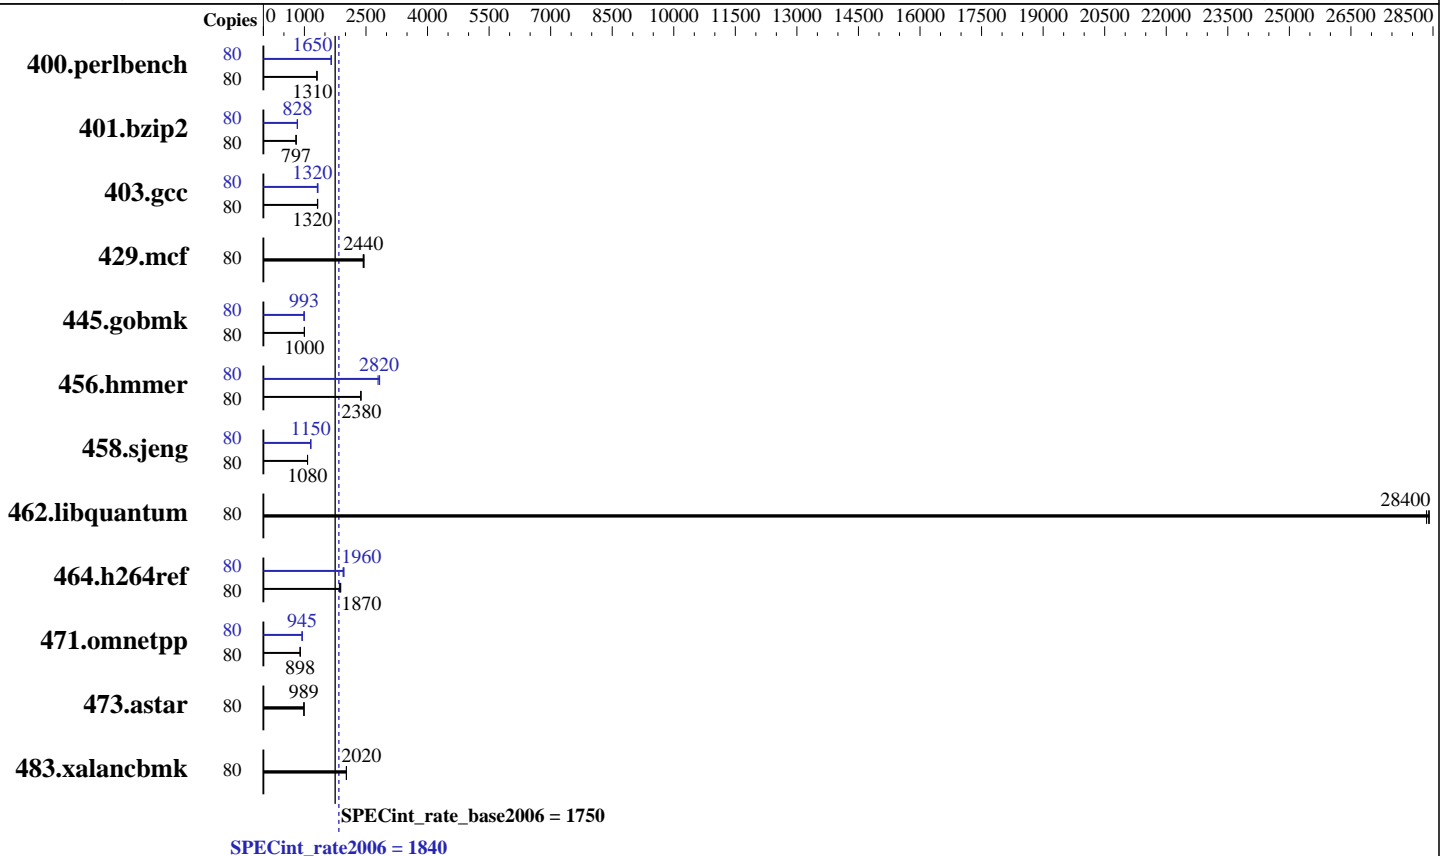 Copies 0 1000 2500 4000 5500 7000 8500 10000 11500 13000 14500 16000 17500 19000 20500 22000 23500 25000 26500 28500
400.perlbench 80 1650
80 1310
401.bzip2 80 828
80 797
403.gcc 80 1320
80 1320
429.mcf 80 2440
445.gobmk 80 993
80 1000
456.hmmer 80 2820
80 2380
458.sjeng 80 1150
80 1080
462.libquantum 80 28400
464.h264ref 80 1960
80 1870
471.omnetpp 80 945
80 898
473.astar 80 989
483.xalancbmk 80 2020
SPECint_rate_base2006 = 1750
SPECint_rate2006 = 1840